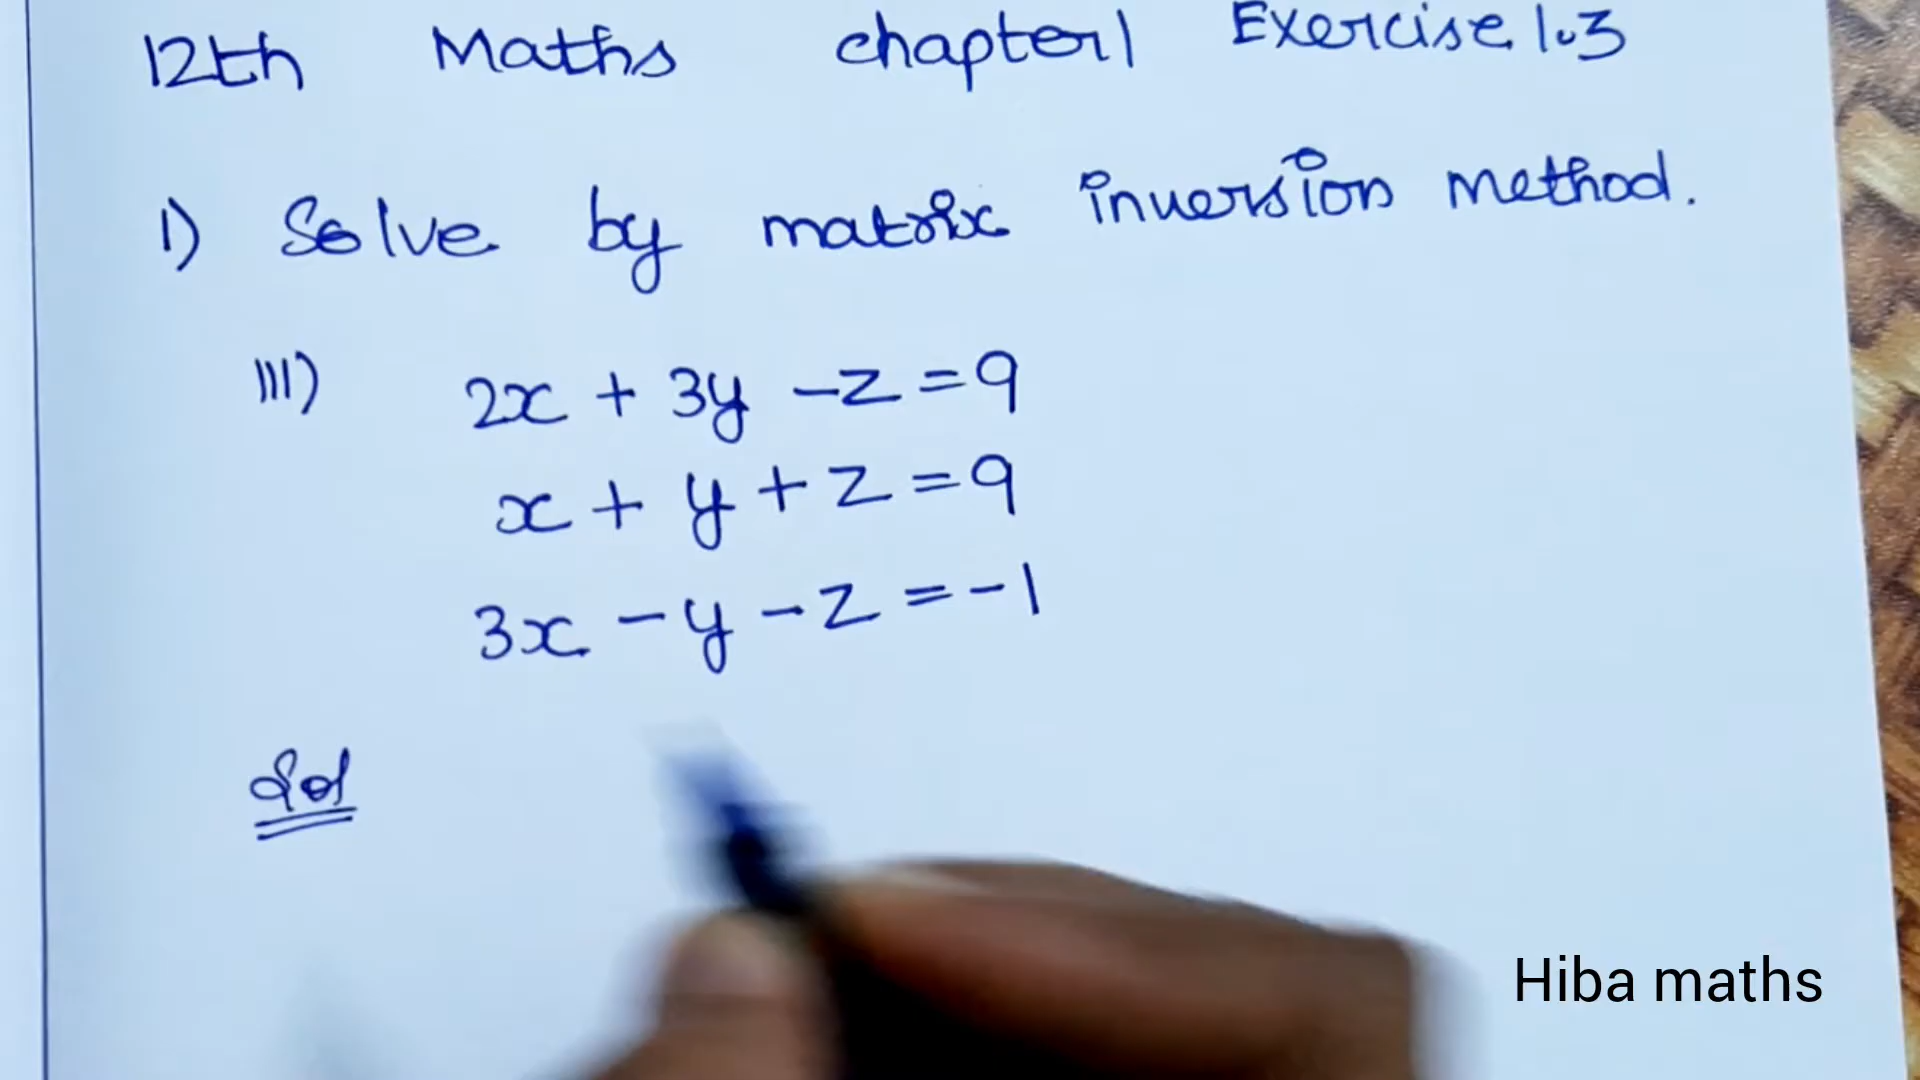 12th Maths chapter1 Exercise 1.3
1) Solve by matrix inversion method.
III) 2x + 3y - z = 9
x + y + z = 9
3x - y - z = -1
Sol
Hiba maths